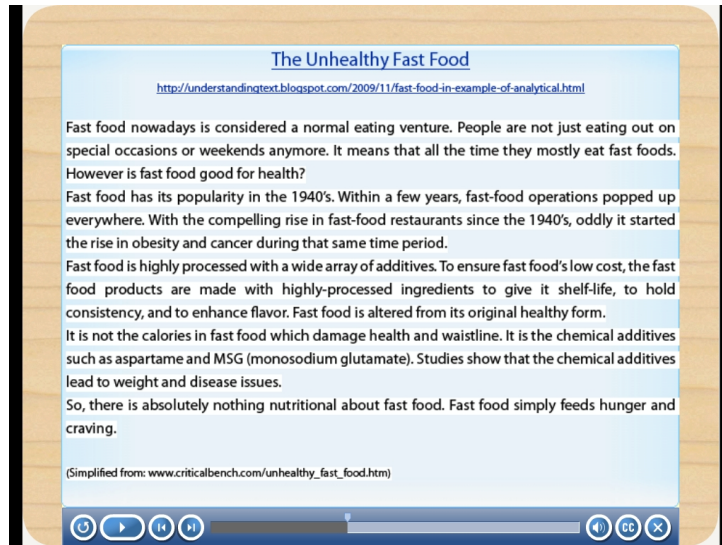 The Unhealthy Fast Food
http://understandingtext.blogspot.com/2009/11/fast-food-in-example-of-analytical.html
Fast food nowadays is considered a normal eating venture. People are not just eating out on
special occasions or weekends anymore. It means that all the time they mostly eat fast foods.
However is fast food good for health?
Fast food has its popularity in the 1940's. Within a few years, fast-food operations popped up
everywhere. With the compelling rise in fast-food restaurants since the 1940's, oddly it started
the rise in obesity and cancer during that same time period.
Fast food is highly processed with a wide array of additives. To ensure fast food's low cost, the fast
food products are made with highly-processed ingredients to give it shelf-life, to hold
consistency, and to enhance flavor. Fast food is altered from its original healthy form.
It is not the calories in fast food which damage health and waistline. It is the chemical additives
such as aspartame and MSG (monosodium glutamate). Studies show that the chemical additives
lead to weight and disease issues.
So, there is absolutely nothing nutritional about fast food. Fast food simply feeds hunger and
craving.
(Simplified from: www.criticalbench.com/unhealthy_fast_food.htm)
CC